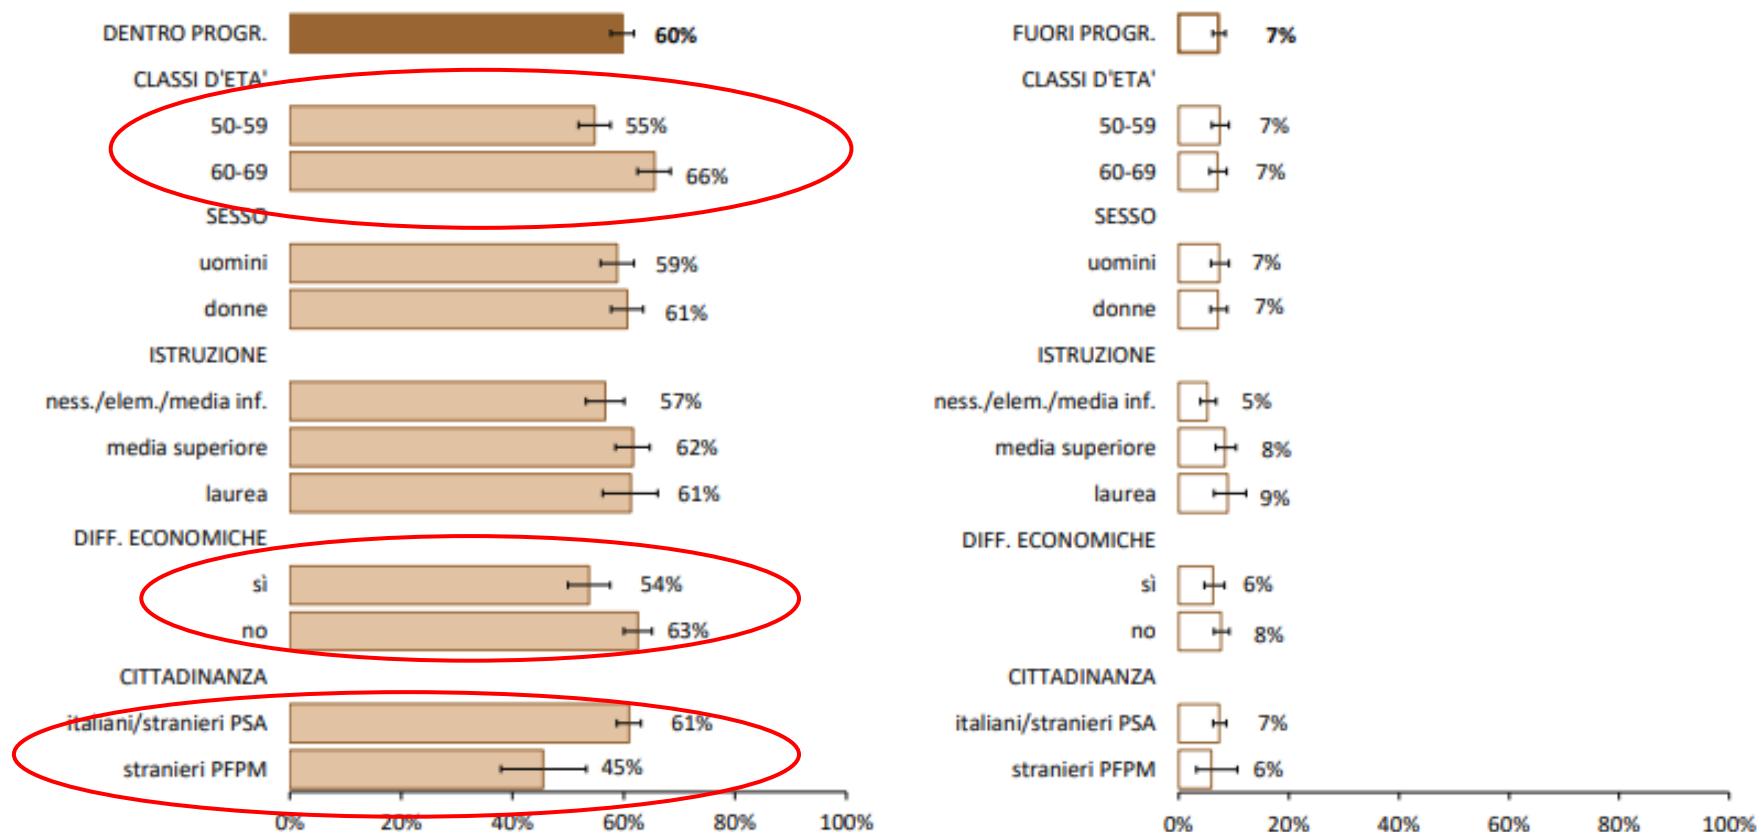 DENTRO PROGR. 60%
CLASSI D'ETA'
50-59 55%
60-69 66%
SESSO
uomini 59%
donne 61%
ISTRUZIONE
ness./elem./media inf. 57%
media superiore 62%
laurea 61%
DIFF. ECONOMICHE
sì 54%
no 63%
CITTADINANZA
italiani/stranieri PSA 61%
stranieri PFPM 45%
0% 20% 40% 60% 80% 100%
FUORI PROGR. 7%
CLASSI D'ETA'
50-59 7%
60-69 7%
SESSO
uomini 7%
donne 7%
ISTRUZIONE
ness./elem./media inf. 5%
media superiore 8%
laurea 9%
DIFF. ECONOMICHE
sì 6%
no 8%
CITTADINANZA
italiani/stranieri PSA 7%
stranieri PFPM 6%
0% 20% 40% 60% 80% 100%